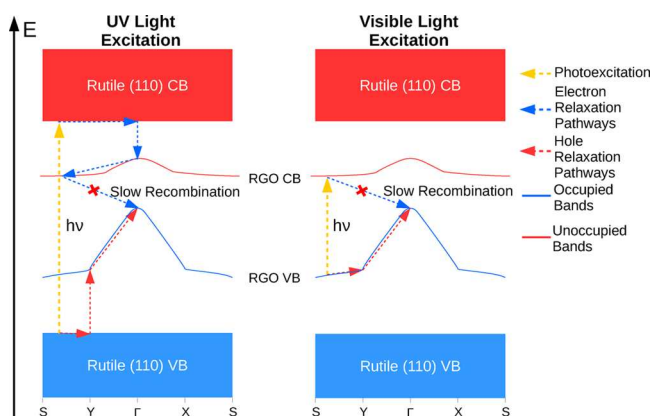 E
UV Light
Excitation
Rutile (110) CB
hν
Slow Recombination
Rutile (110) VB
S Y Γ X S
RGO CB
RGO VB
Visible Light
Excitation
Rutile (110) CB
hν
Slow Recombination
Rutile (110) VB
S Y Γ X S
Photoexcitation
Electron
Relaxation
Pathways
Hole
Relaxation
Pathways
Occupied
Bands
Unoccupied
Bands